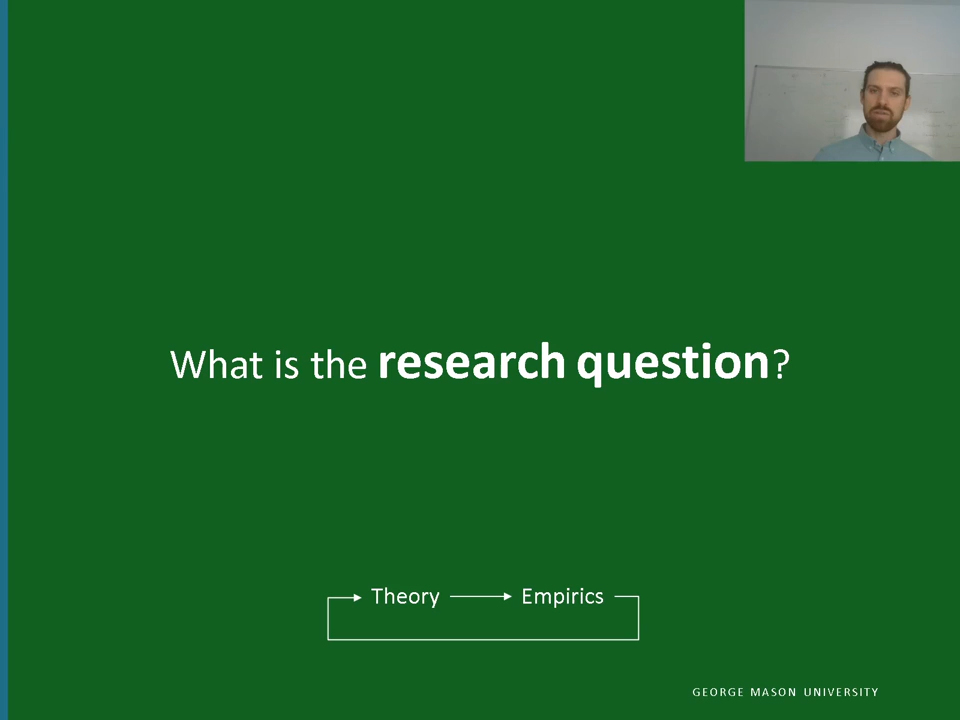 What is the research question?
Theory Empirics
GEORGE MASON UNIVERSITY